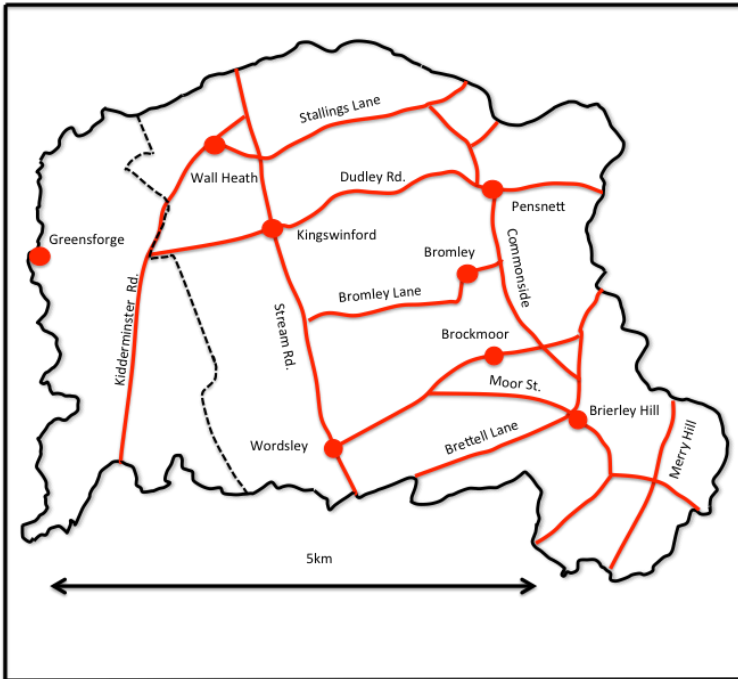 Stallings Lane
Wall Heath
Dudley Rd.
Pensnett
Greensforge
Kingswinford
Bromley
Commonside
Kidderminster Rd.
Bromley Lane
Stream Rd.
Brockmoor
Moor St.
Brierley Hill
Wordsley
Brettell Lane
Merry Hill
5km